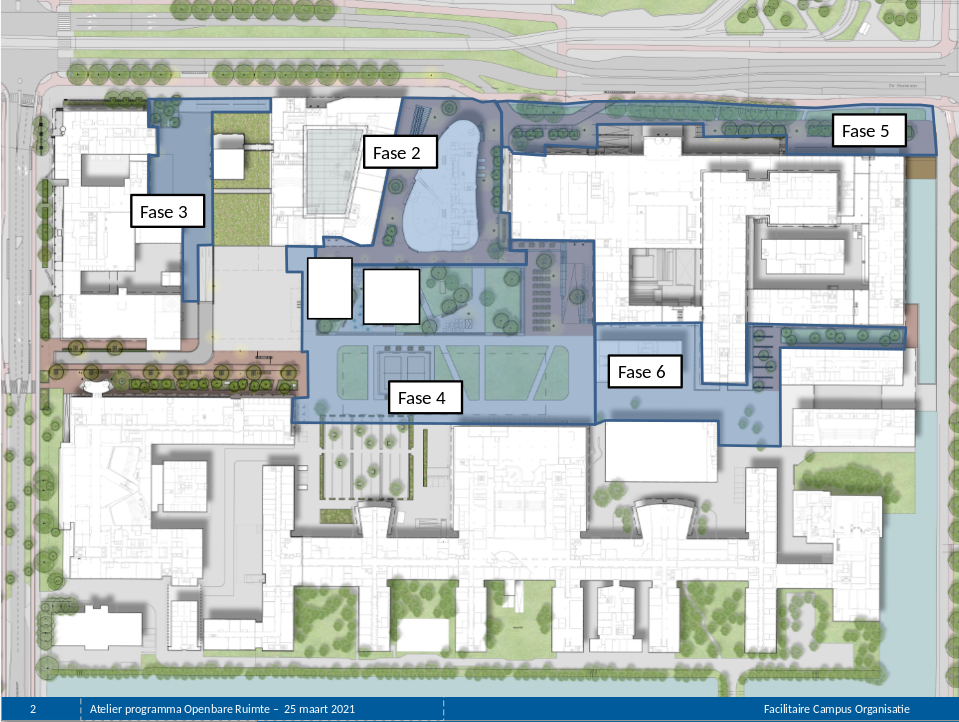 Fase 5
Fase 2
Fase 3
Fase 6
Fase 4
2
Atelier programma Openbare Ruimte – 25 maart 2021
Facilitaire Campus Organisatie